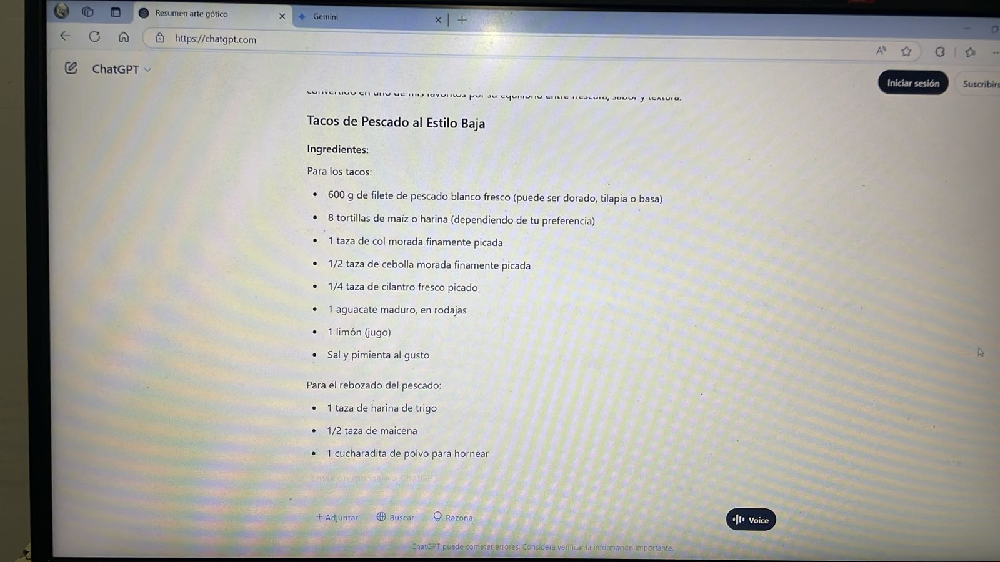 Resumen arte gótico
Gemini
https://chatgpt.com
ChatGPT
Iniciar sesión
convertido en uno de mis favoritos por su equilibrio entre frescura, sabor y textura.
Tacos de Pescado al Estilo Baja
Ingredientes:
Para los tacos:
• 600 g de filete de pescado blanco fresco (puede ser dorado, tilapia o basa)
• 8 tortillas de maíz o harina (dependiendo de tu preferencia)
• 1 taza de col morada finamente picada
• 1/2 taza de cebolla morada finamente picada
• 1/4 taza de cilantro fresco picado
• 1 aguacate maduro, en rodajas
• 1 limón (jugo)
• Sal y pimienta al gusto
Para el rebozado del pescado:
• 1 taza de harina de trigo
• 1/2 taza de maicena
• 1 cucharadita de polvo para hornear
Envía un mensaje a ChatGPT
+ Adjuntar Buscar Razona
Voice
ChatGPT puede cometer errores. Considera verificar la información importante.